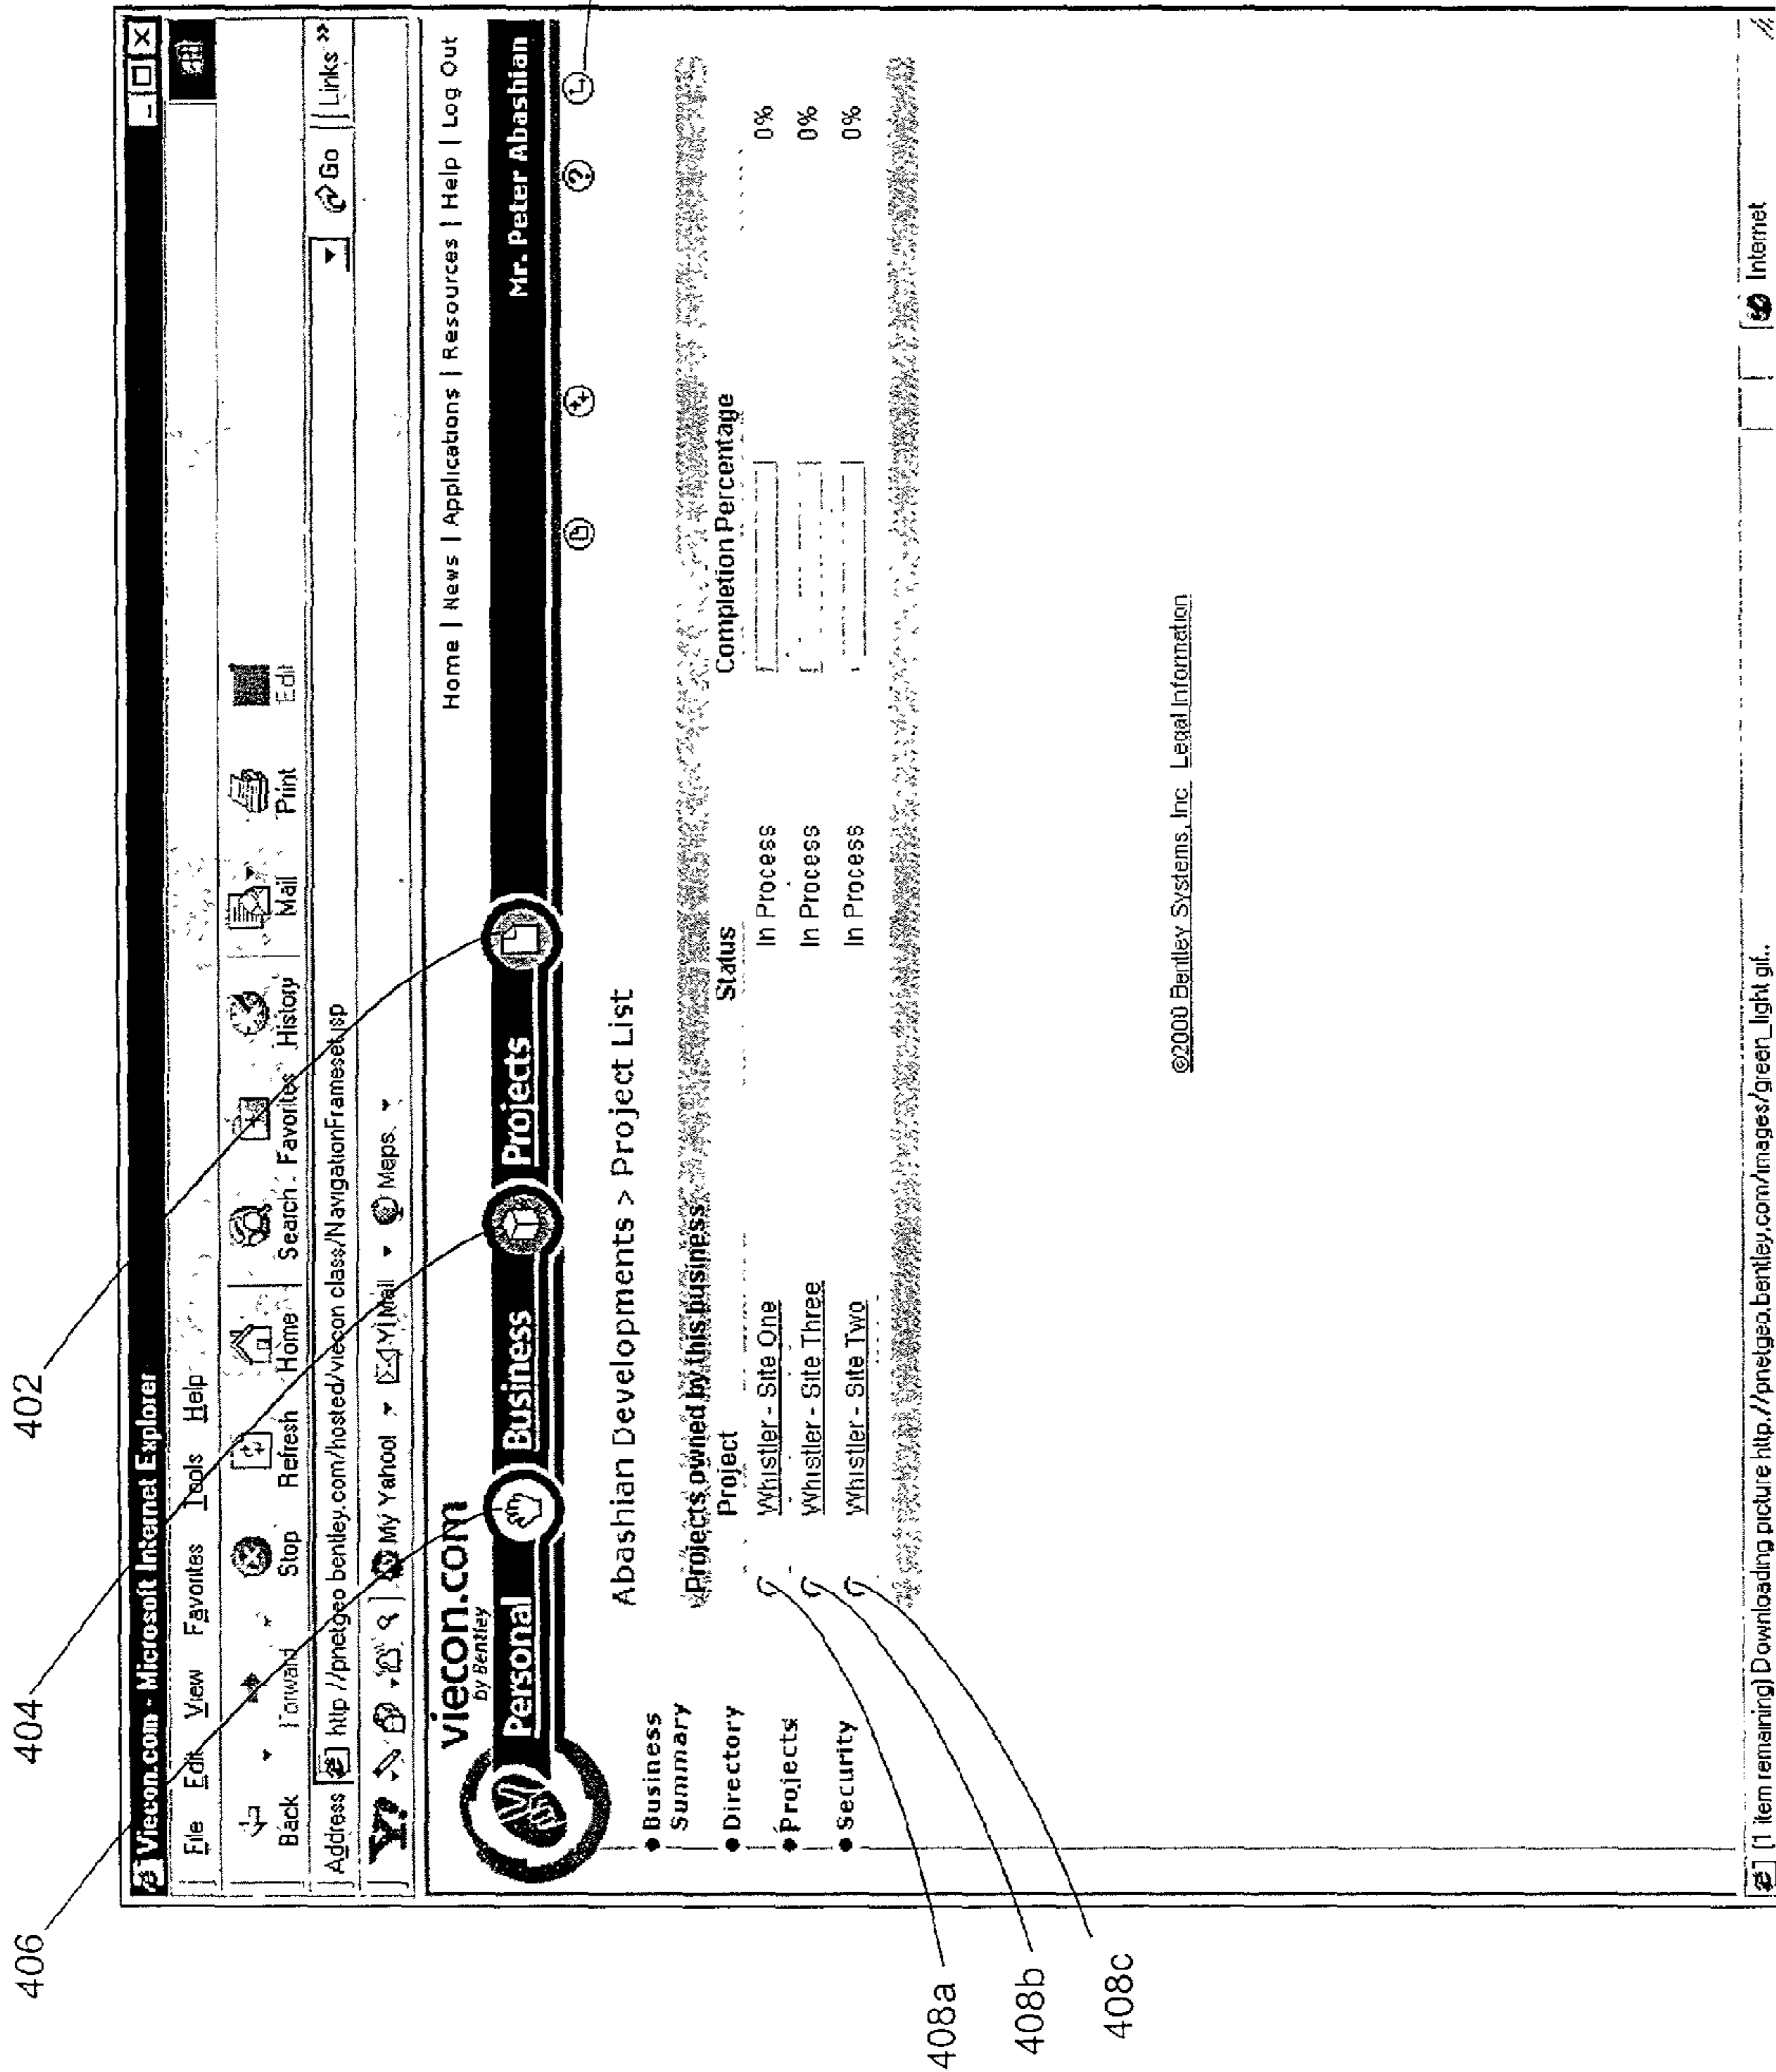 406 404 402
Viecon.com - Microsoft Internet Explorer
File Edit View Favorites Tools Help
Back Forward Stop Refresh Home Search Favorites History Mail Print Edit
Address http://pnetgeo bentley.com/hosted/viecon class/NavigationFrameset.jsp Go Links »
Y! My Yahoo! Y! Mail Maps
viecon.com
by Bentley
Home | News | Applications | Resources | Help | Log Out
Personal Business Projects Mr. Peter Abashian
Abashian Developments > Project List
Business
Summary
Directory
Projects
Security
Projects owned by this business
Project Status Completion Percentage
Whistler - Site One In Process 0%
Whistler - Site Three In Process 0%
Whistler - Site Two In Process 0%
408a
408b
408c
©2000 Bentley Systems, Inc Legal Information
(1 item remaining) Downloading picture http://pnetgeo.bentley.com/images/green_light gif.. Internet